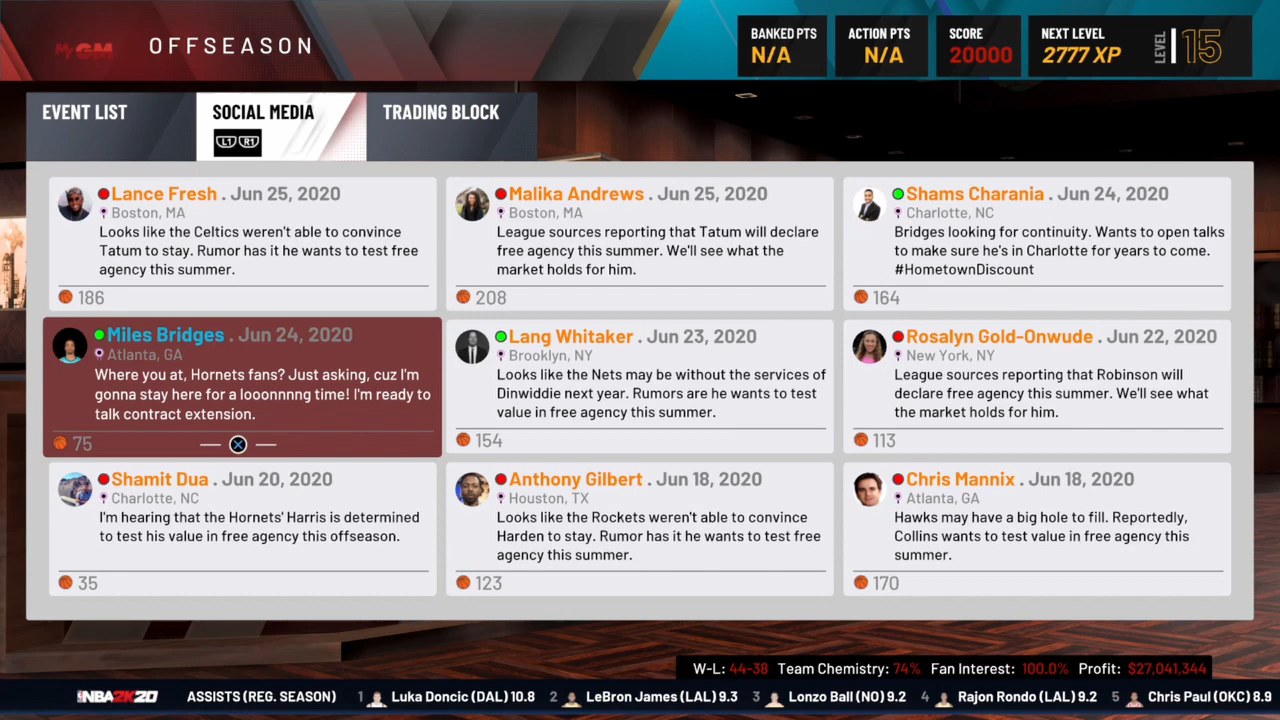 MyGM
OFFSEASON
BANKED PTS
N/A
ACTION PTS
N/A
SCORE
20000
NEXT LEVEL
2777 XP
LEVEL
15
EVENT LIST
SOCIAL MEDIA
L1 R1
TRADING BLOCK
Lance Fresh . Jun 25, 2020
Boston, MA
Looks like the Celtics weren't able to convince
Tatum to stay. Rumor has it he wants to test free
agency this summer.
186
Malika Andrews . Jun 25, 2020
Boston, MA
League sources reporting that Tatum will declare
free agency this summer. We'll see what the
market holds for him.
208
Shams Charania . Jun 24, 2020
Charlotte, NC
Bridges looking for continuity. Wants to open talks
to make sure he's in Charlotte for years to come.
#HometownDiscount
164
Miles Bridges . Jun 24, 2020
Atlanta, GA
Where you at, Hornets fans? Just asking, cuz I'm
gonna stay here for a looonnnng time! I'm ready to
talk contract extension.
75
Lang Whitaker . Jun 23, 2020
Brooklyn, NY
Looks like the Nets may be without the services of
Dinwiddie next year. Rumors are he wants to test
value in free agency this summer.
154
Rosalyn Gold-Onwude . Jun 22, 2020
New York, NY
League sources reporting that Robinson will
declare free agency this summer. We'll see what
the market holds for him.
113
Shamit Dua . Jun 20, 2020
Charlotte, NC
I'm hearing that the Hornets' Harris is determined
to test his value in free agency this offseason.
35
Anthony Gilbert . Jun 18, 2020
Houston, TX
Looks like the Rockets weren't able to convince
Harden to stay. Rumor has it he wants to test free
agency this summer.
123
Chris Mannix . Jun 18, 2020
Atlanta, GA
Hawks may have a big hole to fill. Reportedly,
Collins wants to test value in free agency this
summer.
170
W-L: 44-38 Team Chemistry: 74% Fan Interest: 100.0% Profit: $27,041,344
NBA2K20 ASSISTS (REG. SEASON) 1 Luka Doncic (DAL) 10.8 2 LeBron James (LAL) 9.3 3 Lonzo Ball (NO) 9.2 4 Rajon Rondo (LAL) 9.2 5 Chris Paul (OKC) 8.9